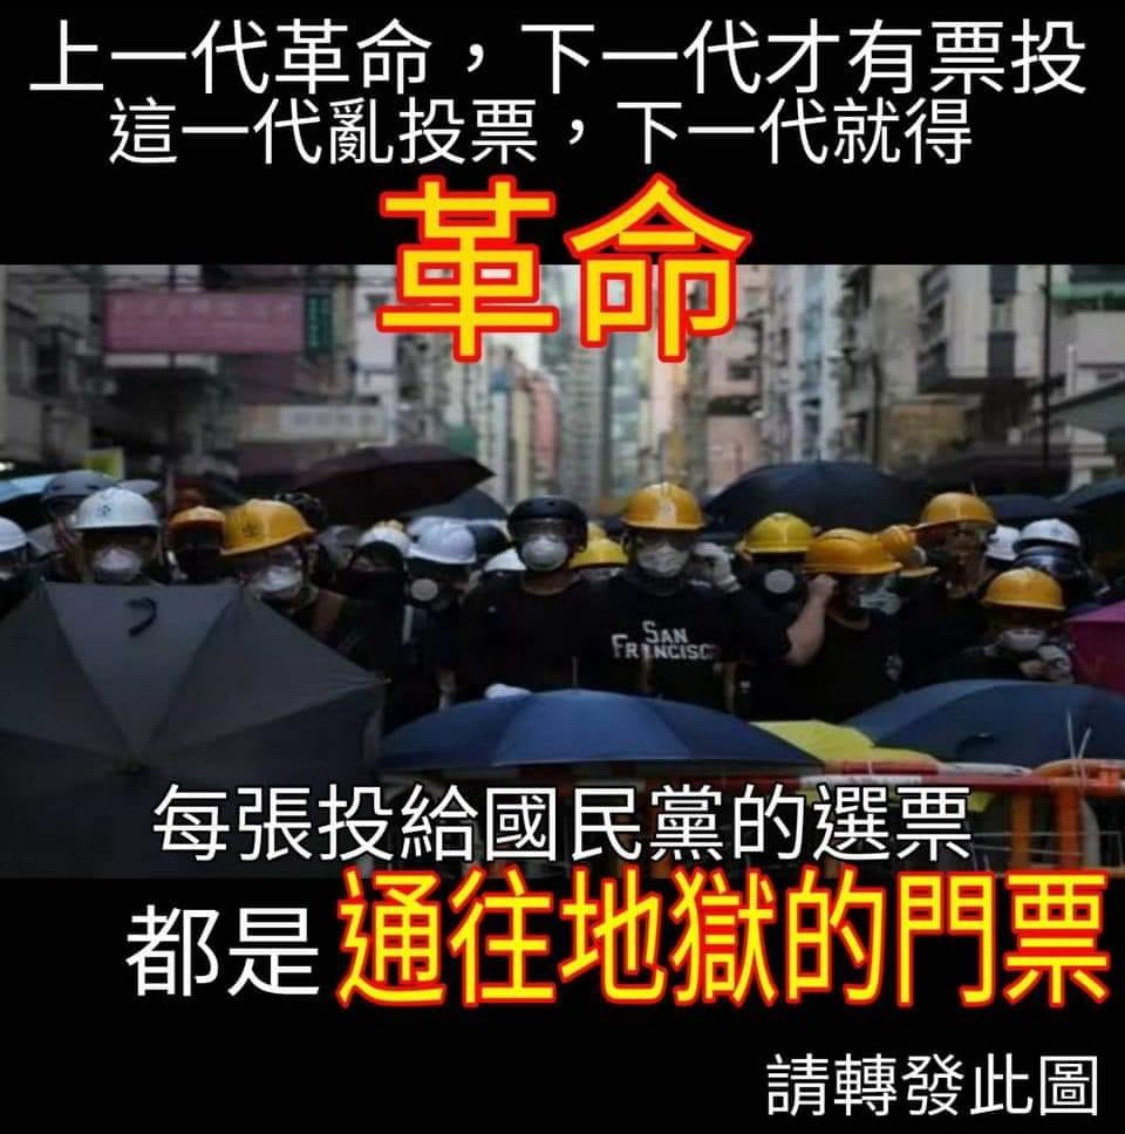 上一代革命，下一代才有票投
這一代亂投票，下一代就得
革命
SAN
FRANCISC
每張投給國民黨的選票
都是通往地獄的門票
請轉發此圖